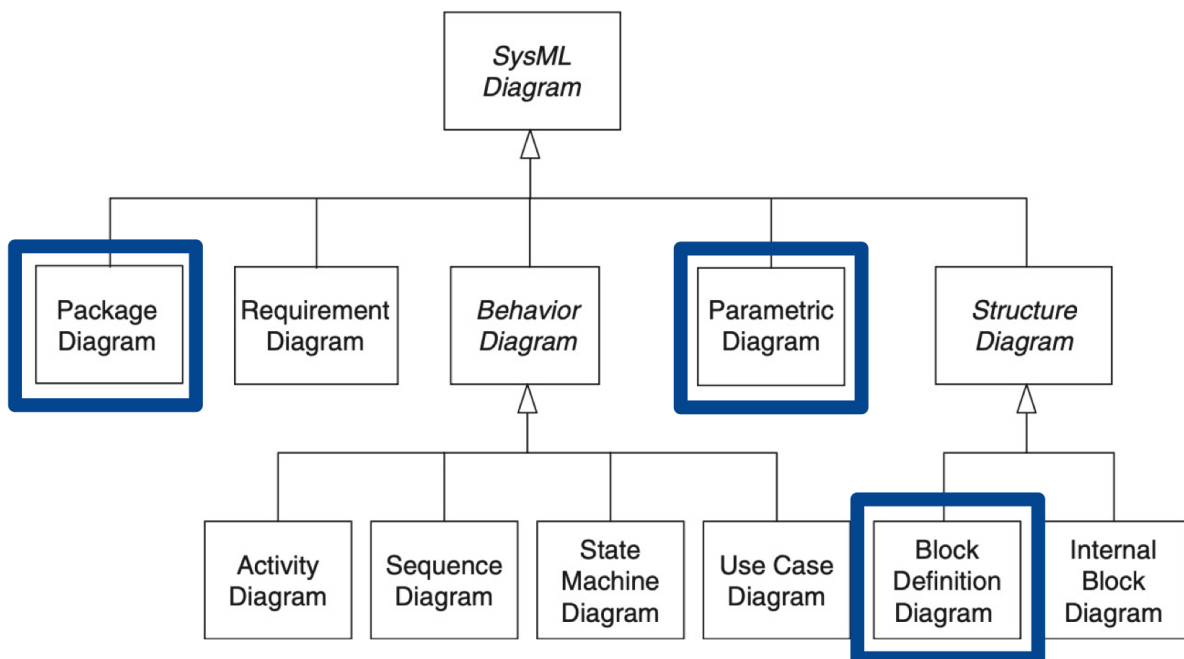 SysML
Diagram
Package
Diagram
Requirement
Diagram
Behavior
Diagram
Parametric
Diagram
Structure
Diagram
Activity
Diagram
Sequence
Diagram
State
Machine
Diagram
Use Case
Diagram
Block
Definition
Diagram
Internal
Block
Diagram